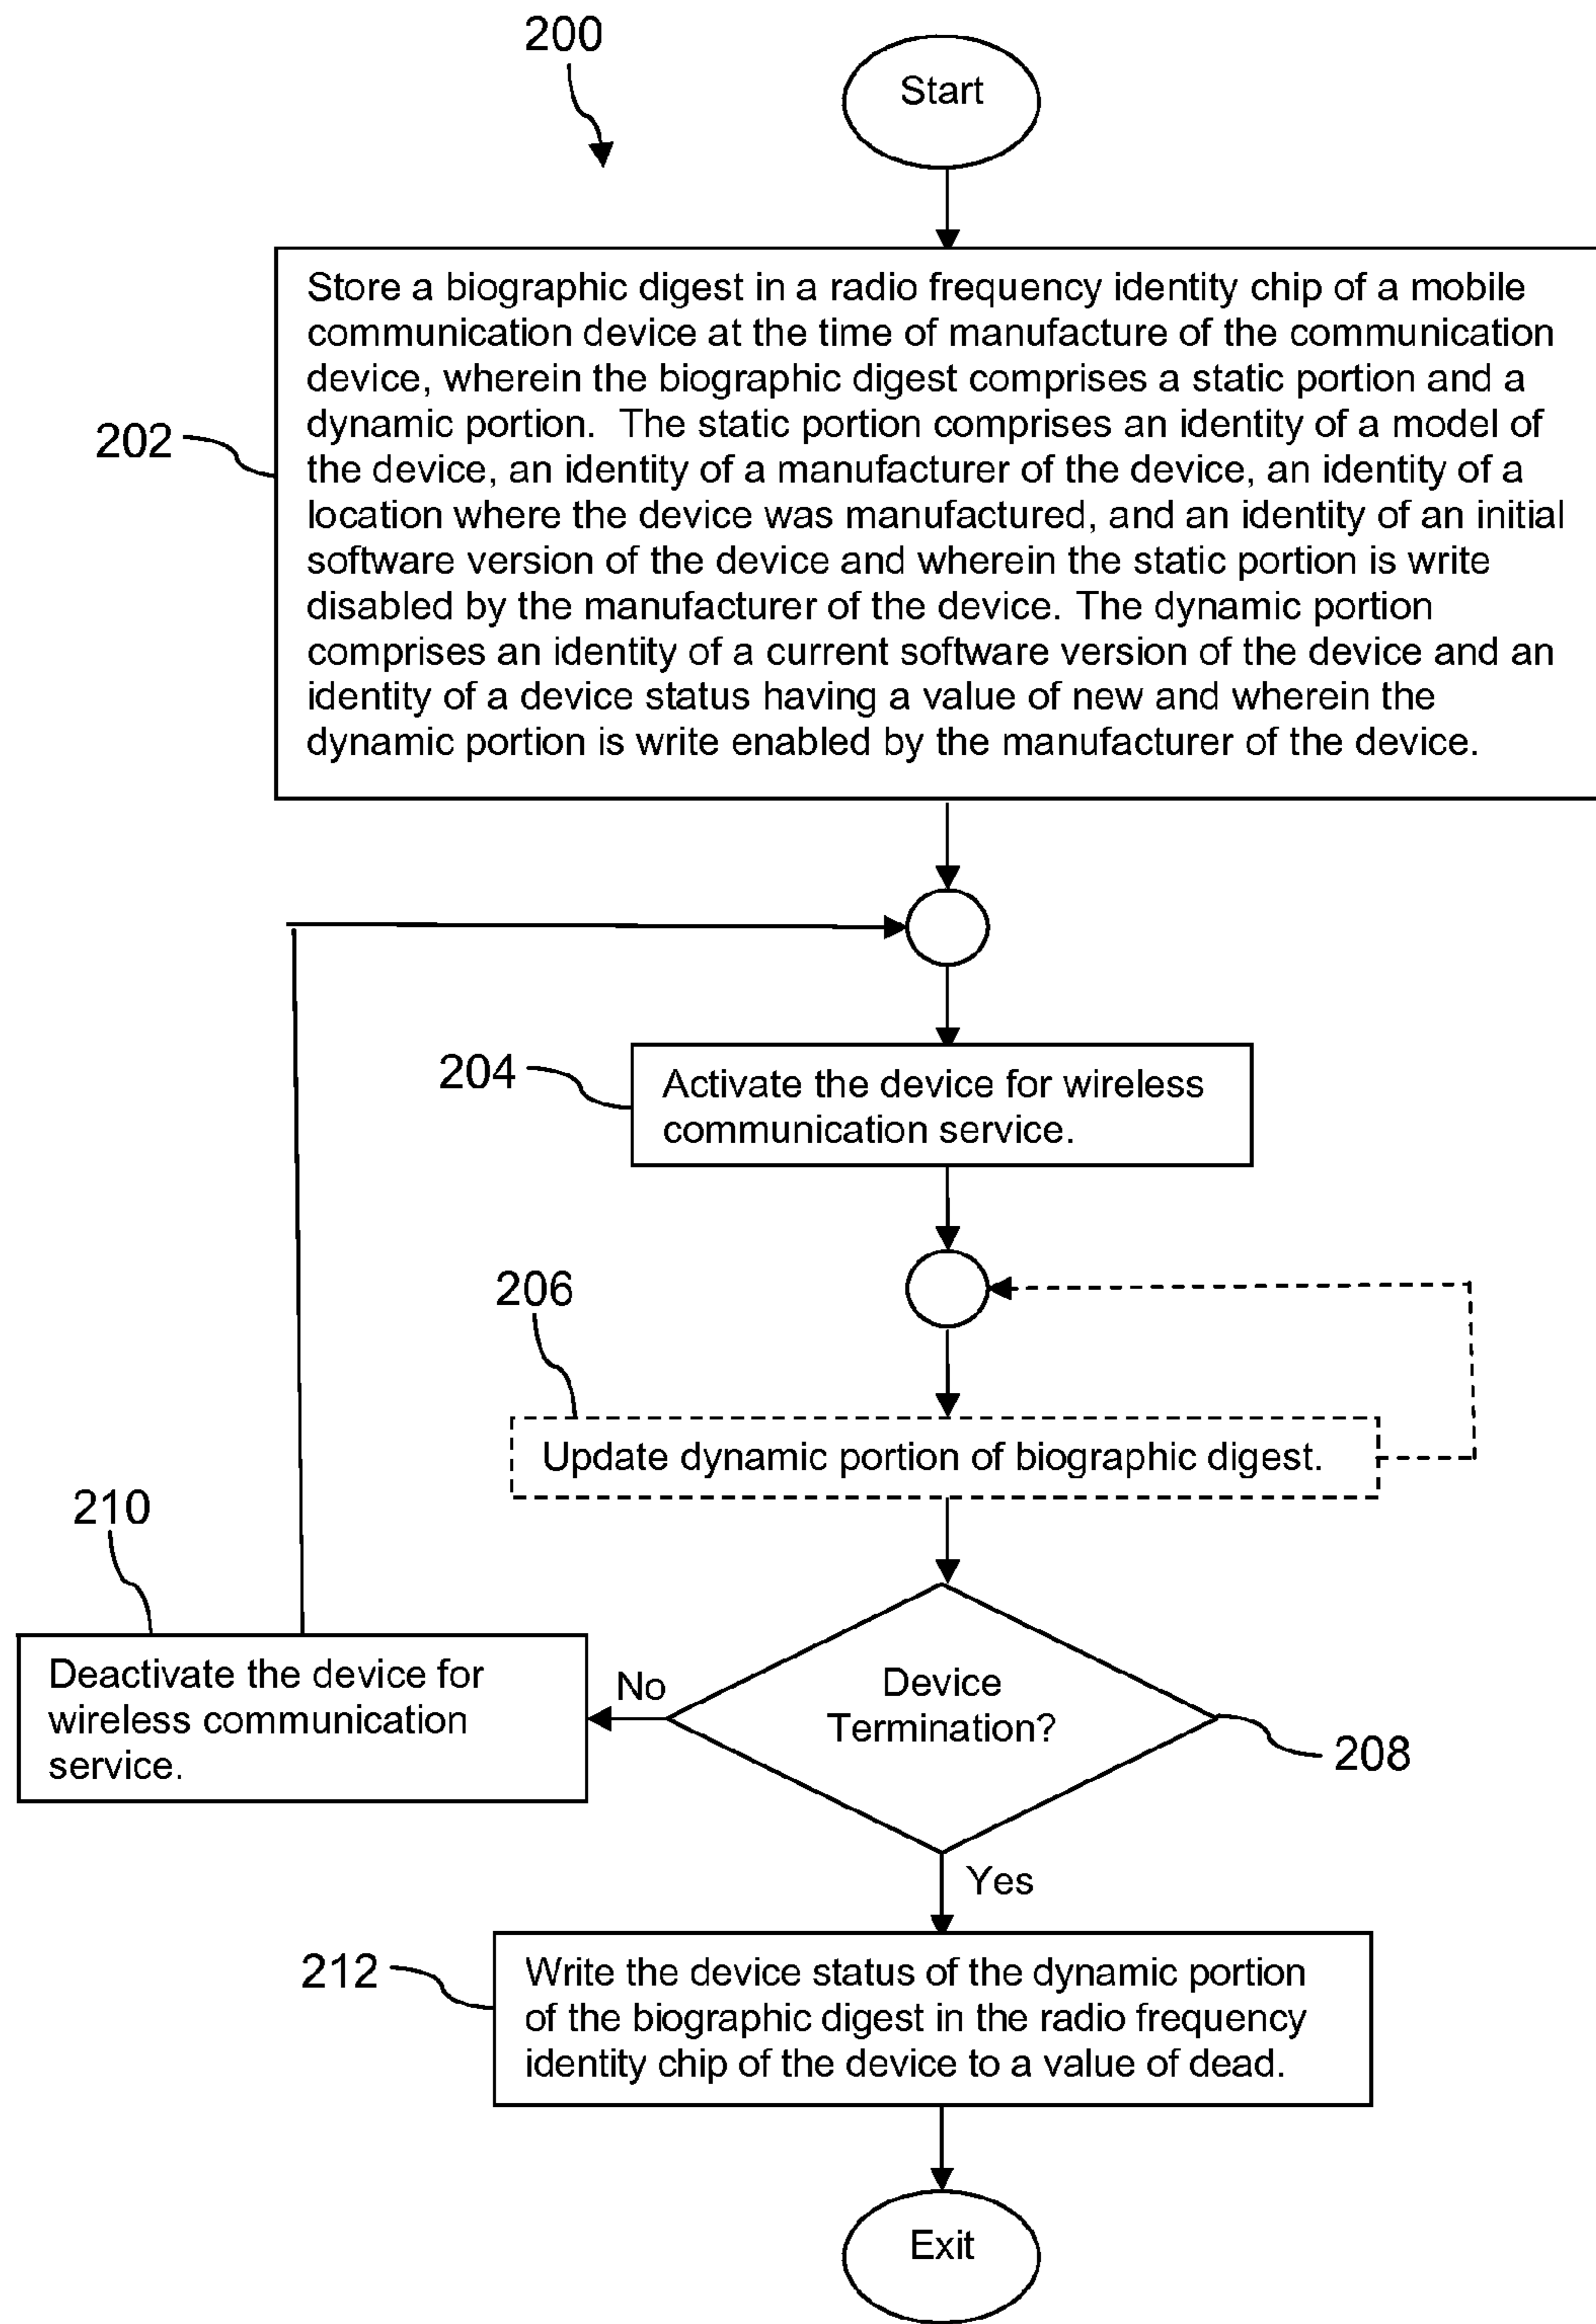 200
Start
202
Store a biographic digest in a radio frequency identity chip of a mobile
communication device at the time of manufacture of the communication
device, wherein the biographic digest comprises a static portion and a
dynamic portion.  The static portion comprises an identity of a model of
the device, an identity of a manufacturer of the device, an identity of a
location where the device was manufactured, and an identity of an initial
software version of the device and wherein the static portion is write
disabled by the manufacturer of the device. The dynamic portion
comprises an identity of a current software version of the device and an
identity of a device status having a value of new and wherein the
dynamic portion is write enabled by the manufacturer of the device.
204
Activate the device for wireless
communication service.
206
Update dynamic portion of biographic digest.
210
Deactivate the device for
wireless communication
service.
No
Device
Termination?
208
Yes
212
Write the device status of the dynamic portion
of the biographic digest in the radio frequency
identity chip of the device to a value of dead.
Exit